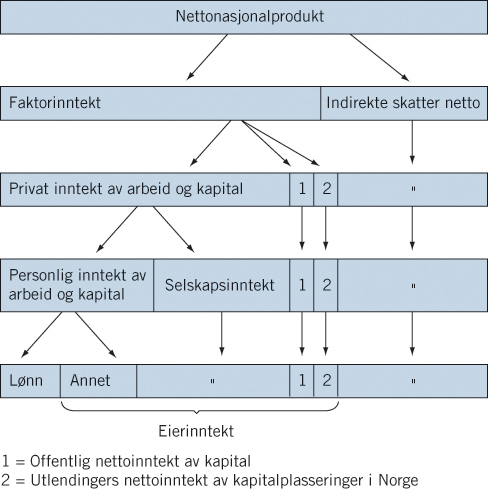 Nettonasjonalprodukt
Faktorinntekt
Indirekte skatter netto
Privat inntekt av arbeid og kapital
1
2
"
Personlig inntekt av
arbeid og kapital
Selskapsinntekt
1
2
"
Lønn
Annet
"
1
2
"
Eierinntekt
1 = Offentlig nettoinntekt av kapital
2 = Utlendingers nettoinntekt av kapitalplasseringer i Norge